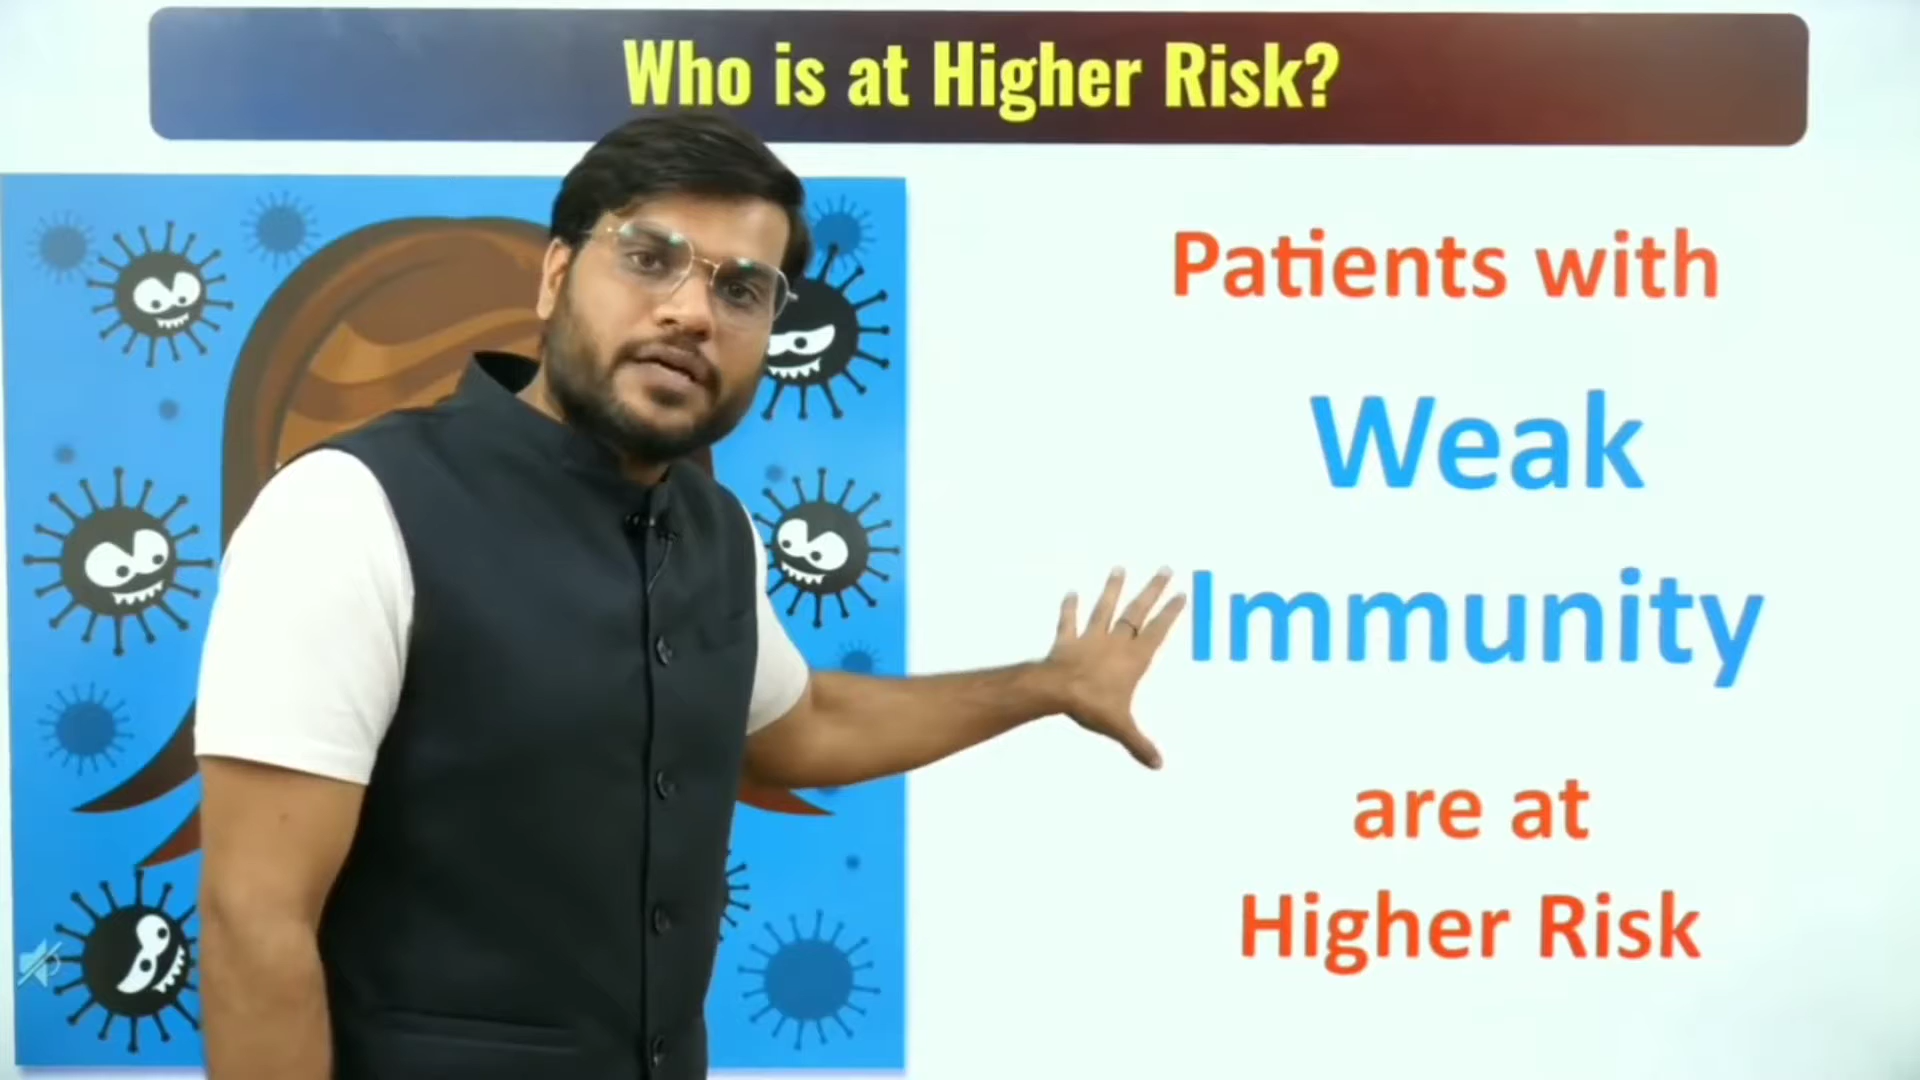 Who is at Higher Risk?
Patients with
Weak
Immunity
are at
Higher Risk